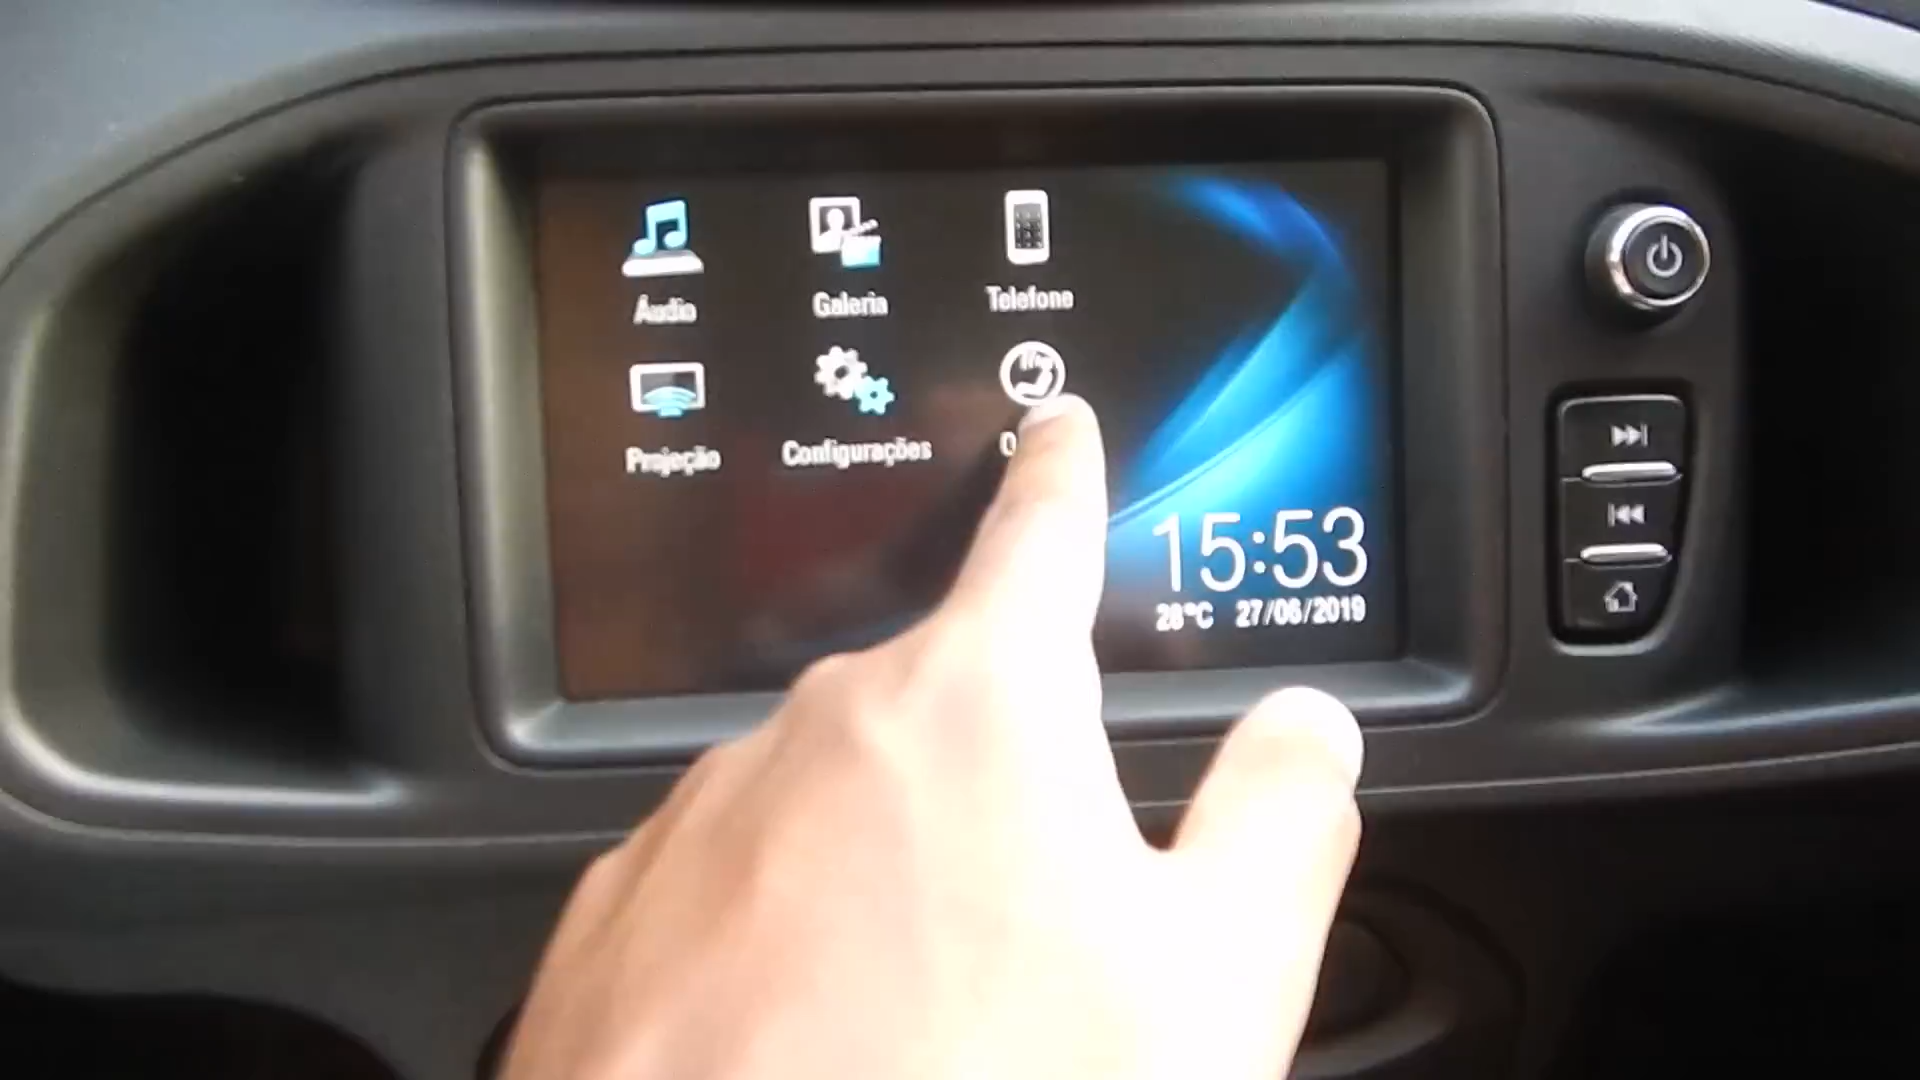 Áudio
Galeria
Telefone
Projeção
Configurações
15:53
28°C 27/06/2019